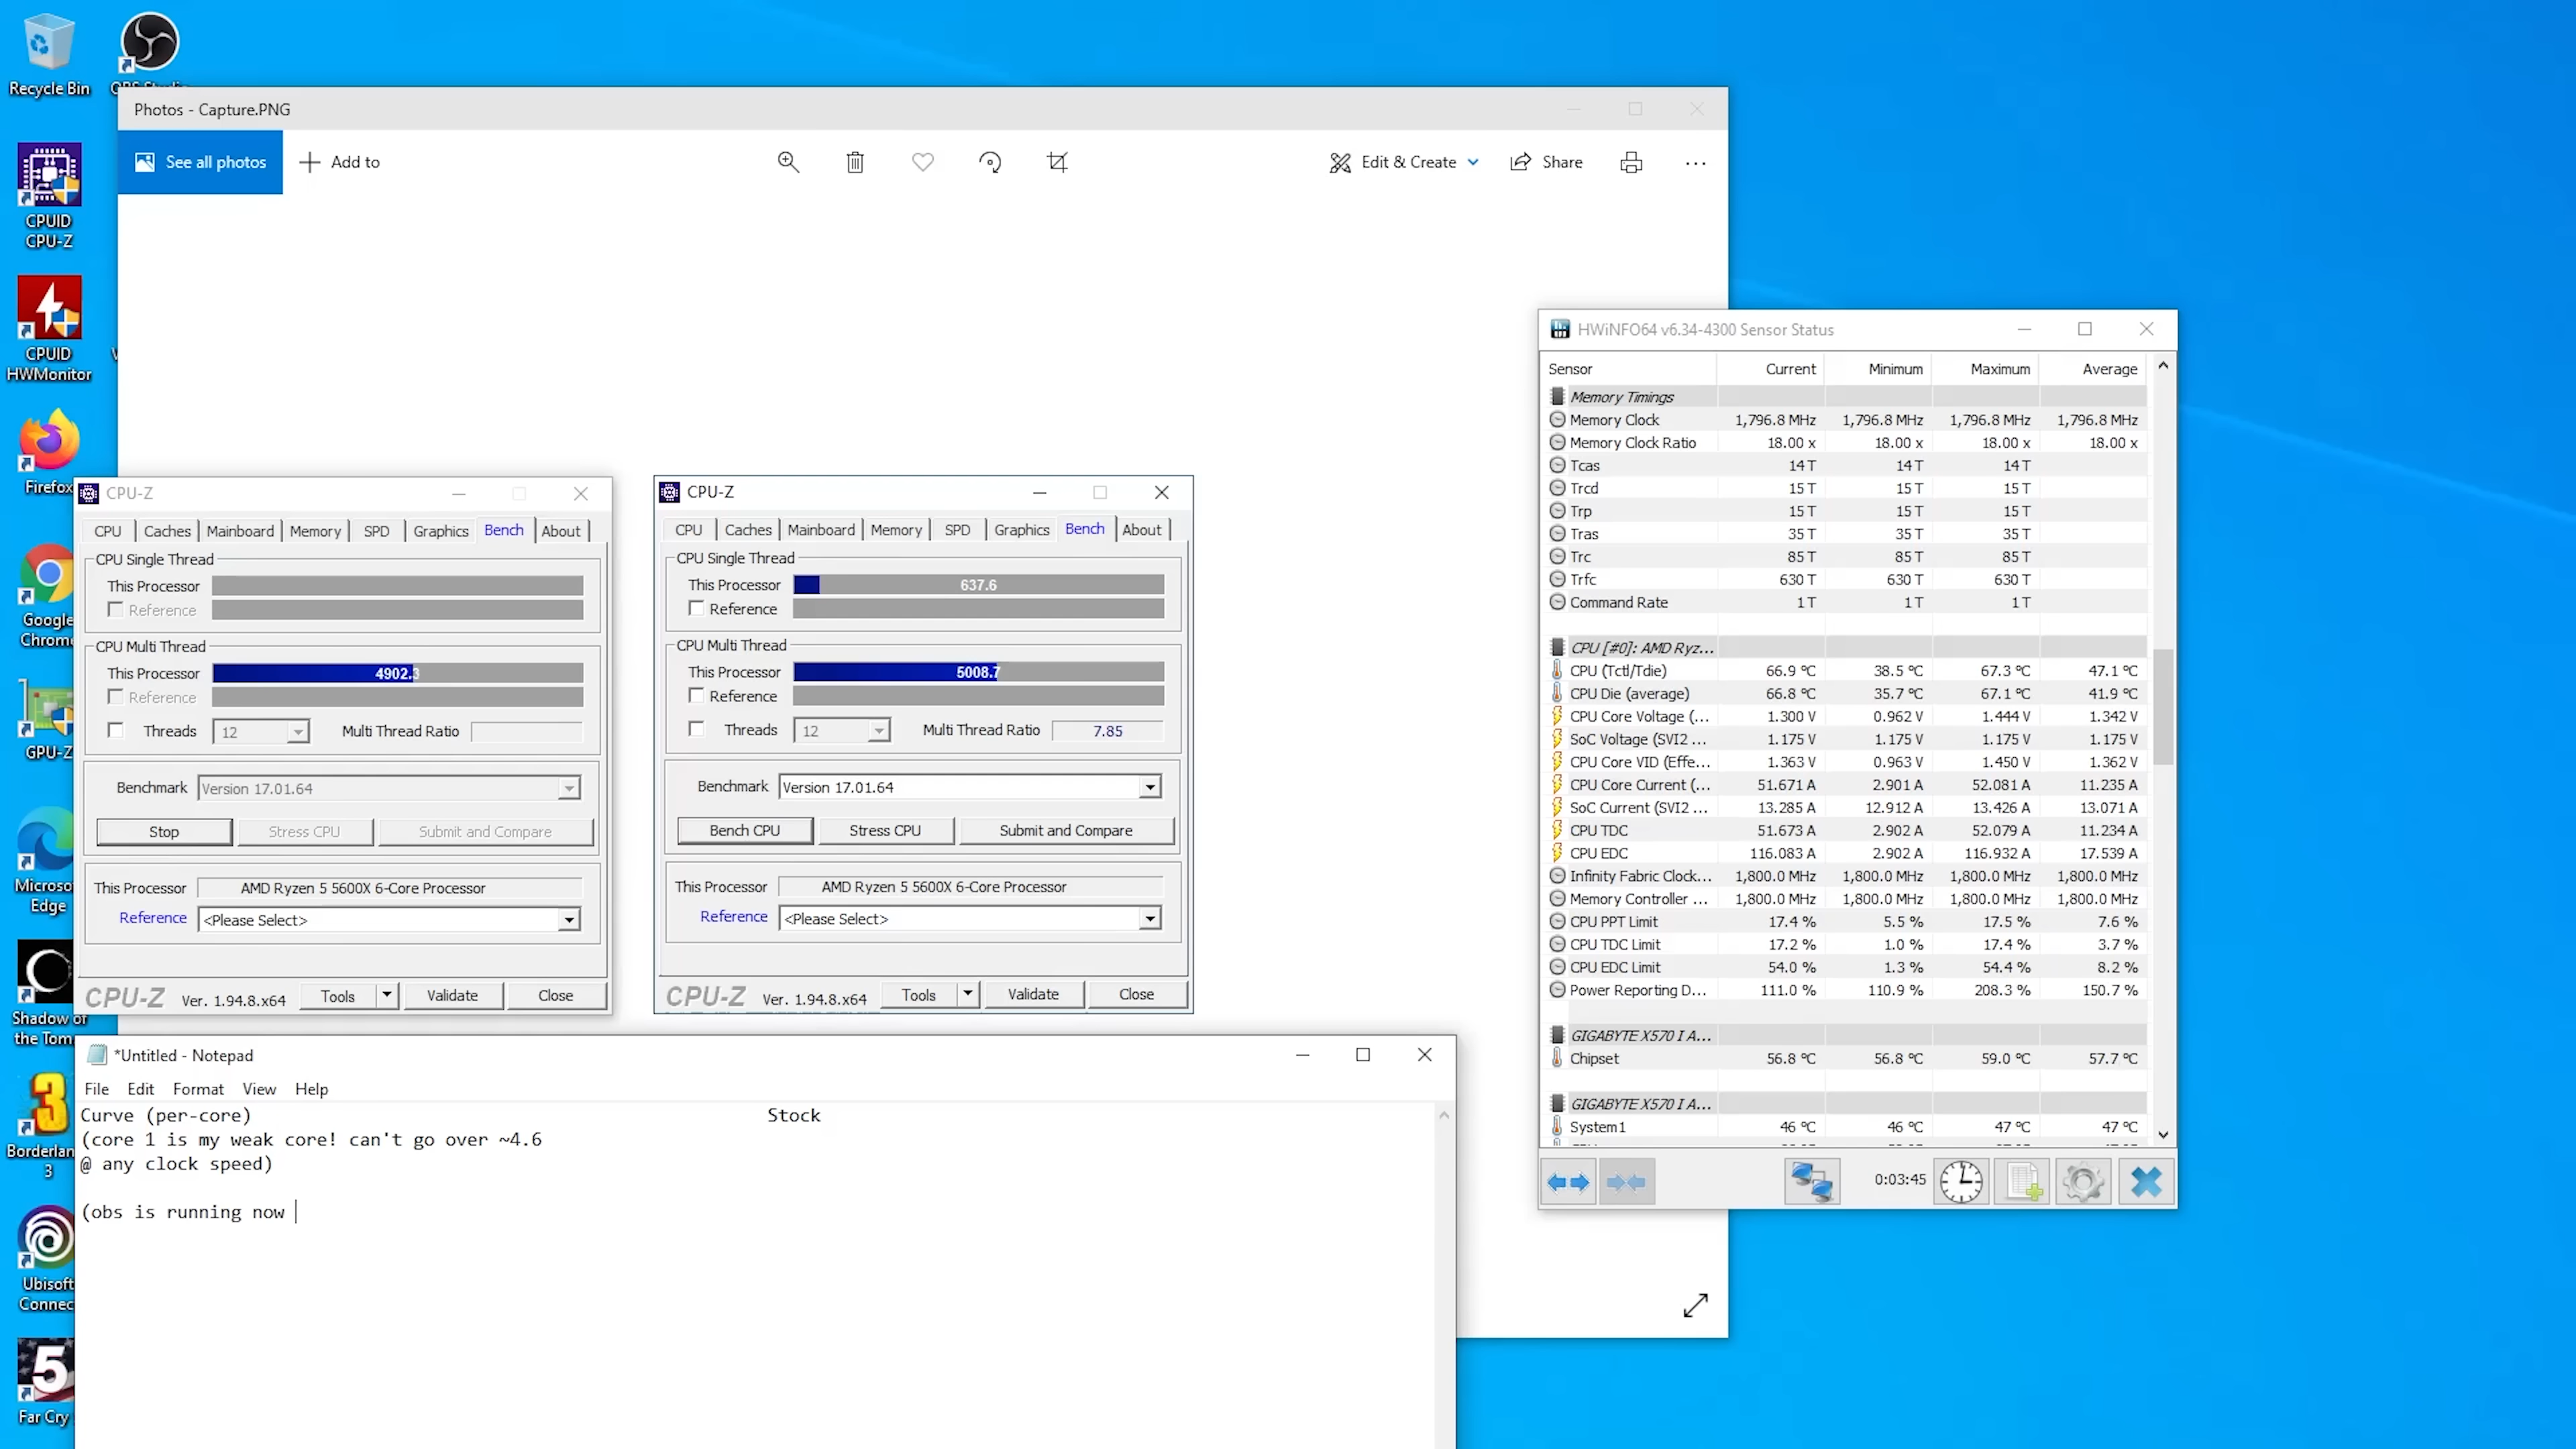 Recycle Bin
CPUID
CPU-Z
CPUID
HWMonitor
Firefox
Google
Chrome
GPU-Z
Microso
Edge
Shadow of
the Tom
Borderlan
3
Ubisoft
Connec
Far Cry
Photos - Capture.PNG
See all photos
Add to
Edit & Create
Share
CPU-Z
CPU Caches Mainboard Memory SPD Graphics Bench About
CPU Single Thread
This Processor
Reference
CPU Multi Thread
This Processor 4902.3
Reference
Threads 12 Multi Thread Ratio
Benchmark Version 17.01.64
Stop Stress CPU Submit and Compare
This Processor AMD Ryzen 5 5600X 6-Core Processor
Reference <Please Select>
CPU-Z Ver. 1.94.8.x64 Tools Validate Close
CPU-Z
CPU Caches Mainboard Memory SPD Graphics Bench About
CPU Single Thread
This Processor 637.6
Reference
CPU Multi Thread
This Processor 5008.7
Reference
Threads 12 Multi Thread Ratio 7.85
Benchmark Version 17.01.64
Bench CPU Stress CPU Submit and Compare
This Processor AMD Ryzen 5 5600X 6-Core Processor
Reference <Please Select>
CPU-Z Ver. 1.94.8.x64 Tools Validate Close
*Untitled - Notepad
File Edit Format View Help
Curve (per-core) Stock
(core 1 is my weak core! can't go over ~4.6
@ any clock speed)
(obs is running now
HWiNFO64 v6.34-4300 Sensor Status
Sensor Current Minimum Maximum Average
Memory Timings
Memory Clock 1,796.8 MHz 1,796.8 MHz 1,796.8 MHz 1,796.8 MHz
Memory Clock Ratio 18.00 x 18.00 x 18.00 x 18.00 x
Tcas 14 T 14 T 14 T
Trcd 15 T 15 T 15 T
Trp 15 T 15 T 15 T
Tras 35 T 35 T 35 T
Trc 85 T 85 T 85 T
Trfc 630 T 630 T 630 T
Command Rate 1 T 1 T 1 T
CPU [#0]: AMD Ryz...
CPU (Tctl/Tdie) 66.9 °C 38.5 °C 67.3 °C 47.1 °C
CPU Die (average) 66.8 °C 35.7 °C 67.1 °C 41.9 °C
CPU Core Voltage (... 1.300 V 0.962 V 1.444 V 1.342 V
SoC Voltage (SVI2 ... 1.175 V 1.175 V 1.175 V 1.175 V
CPU Core VID (Effe... 1.363 V 0.963 V 1.450 V 1.362 V
CPU Core Current (... 51.671 A 2.901 A 52.081 A 11.235 A
SoC Current (SVI2 ... 13.285 A 12.912 A 13.426 A 13.071 A
CPU TDC 51.673 A 2.902 A 52.079 A 11.234 A
CPU EDC 116.083 A 2.902 A 116.932 A 17.539 A
Infinity Fabric Clock... 1,800.0 MHz 1,800.0 MHz 1,800.0 MHz 1,800.0 MHz
Memory Controller ... 1,800.0 MHz 1,800.0 MHz 1,800.0 MHz 1,800.0 MHz
CPU PPT Limit 17.4 % 5.5 % 17.5 % 7.6 %
CPU TDC Limit 17.2 % 1.0 % 17.4 % 3.7 %
CPU EDC Limit 54.0 % 1.3 % 54.4 % 8.2 %
Power Reporting D... 111.0 % 110.9 % 208.3 % 150.7 %
GIGABYTE X570 I A...
Chipset 56.8 °C 56.8 °C 59.0 °C 57.7 °C
GIGABYTE X570 I A...
System1 46 °C 46 °C 47 °C 47 °C
0:03:45